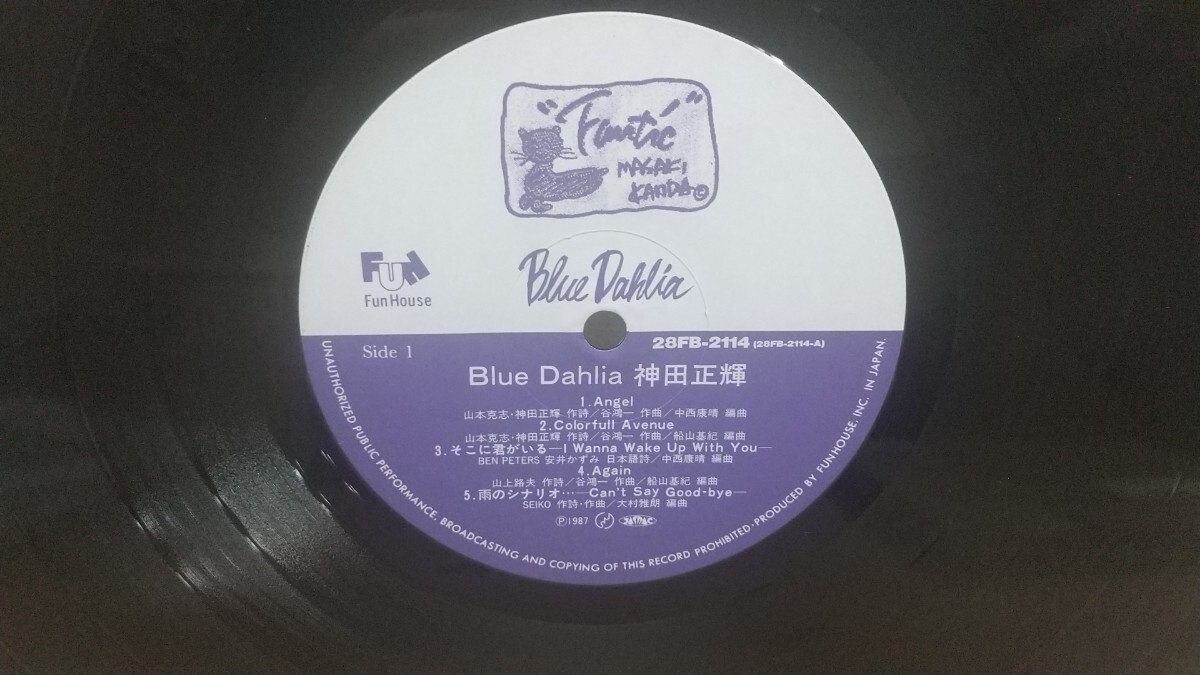 "Fantic"
MASAKI
KANDA ©
FUN
Fun House
Blue Dahlia
28FB-2114 (28FB-2114-A)
Side 1
Blue Dahlia 神田正輝
1.Angel
山本克志・神田正輝 作詩／谷鴻一 作曲／中西康晴 編曲
2.Colorfull Avenue
山本克志・神田正輝 作詩／谷鴻一 作曲／船山基紀 編曲
3.そこに君がいる—I Wanna Wake Up With You—
BEN PETERS 安井かずみ 日本語詩／中西康晴 編曲
4.Again
山上路夫 作詩／谷鴻一 作曲／船山基紀 編曲
5.雨のシナリオ…—Can't Say Good-bye—
SEIKO 作詩・作曲／大村雅朗 編曲
Ⓟ1987 JASRAC
UNAUTHORIZED PUBLIC PERFORMANCE, BROADCASTING AND COPYING OF THIS RECORD PROHIBITED・PRODUCED BY FUNHOUSE, INC. IN JAPAN.